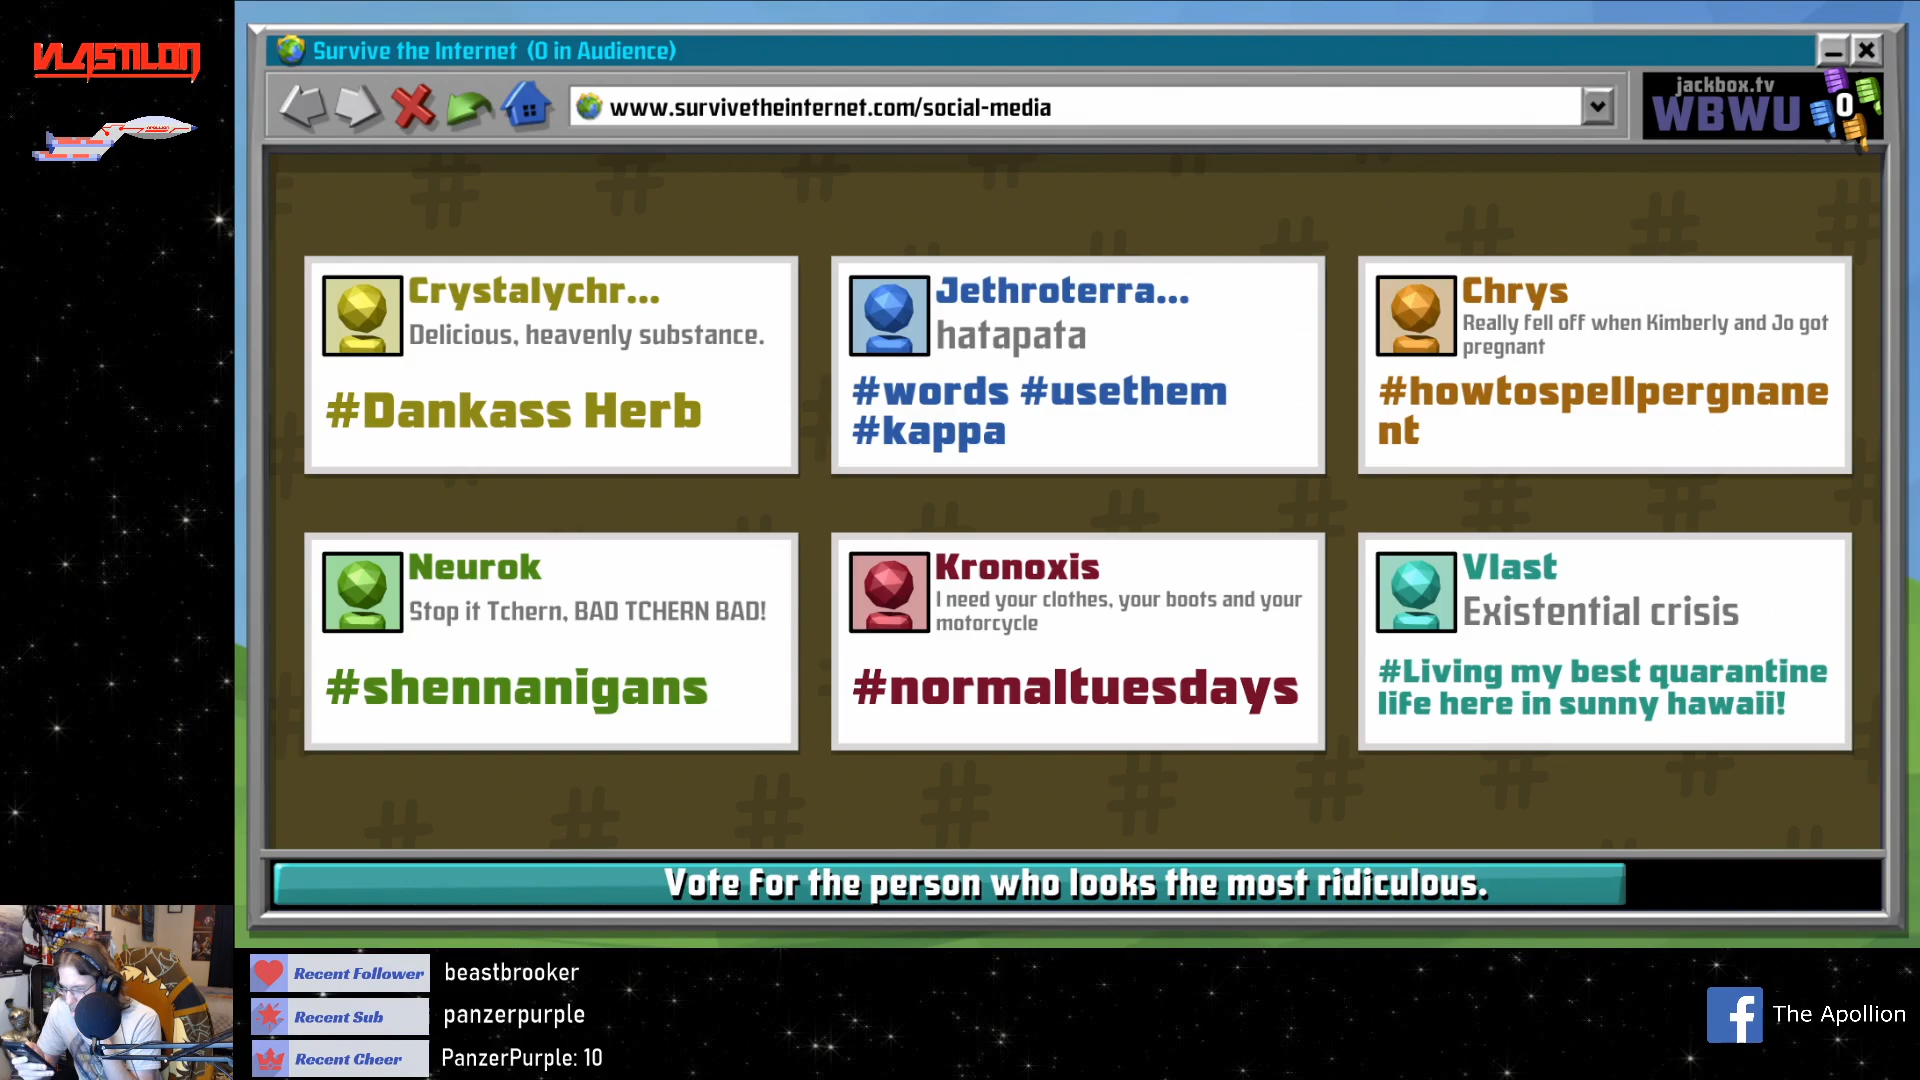 VLASTILON
Survive the Internet (0 in Audience)
www.survivetheinternet.com/social-media
jackbox.tv
WBWU
0
Crystalychr...
Delicious, heavenly substance.
#Dankass Herb
Jethroterra...
hatapata
#words #usethem
#kappa
Chrys
Really fell off when Kimberly and Jo got
pregnant
#howtospellpergnane
nt
Neurok
Stop it Tchern, BAD TCHERN BAD!
#shennanigans
Kronoxis
I need your clothes, your boots and your
motorcycle
#normaltuesdays
Vlast
Existential crisis
#Living my best quarantine
life here in sunny hawaii!
Vote for the person who looks the most ridiculous.
Recent Follower beastbrooker
Recent Sub panzerpurple
Recent Cheer PanzerPurple: 10
The Apollion